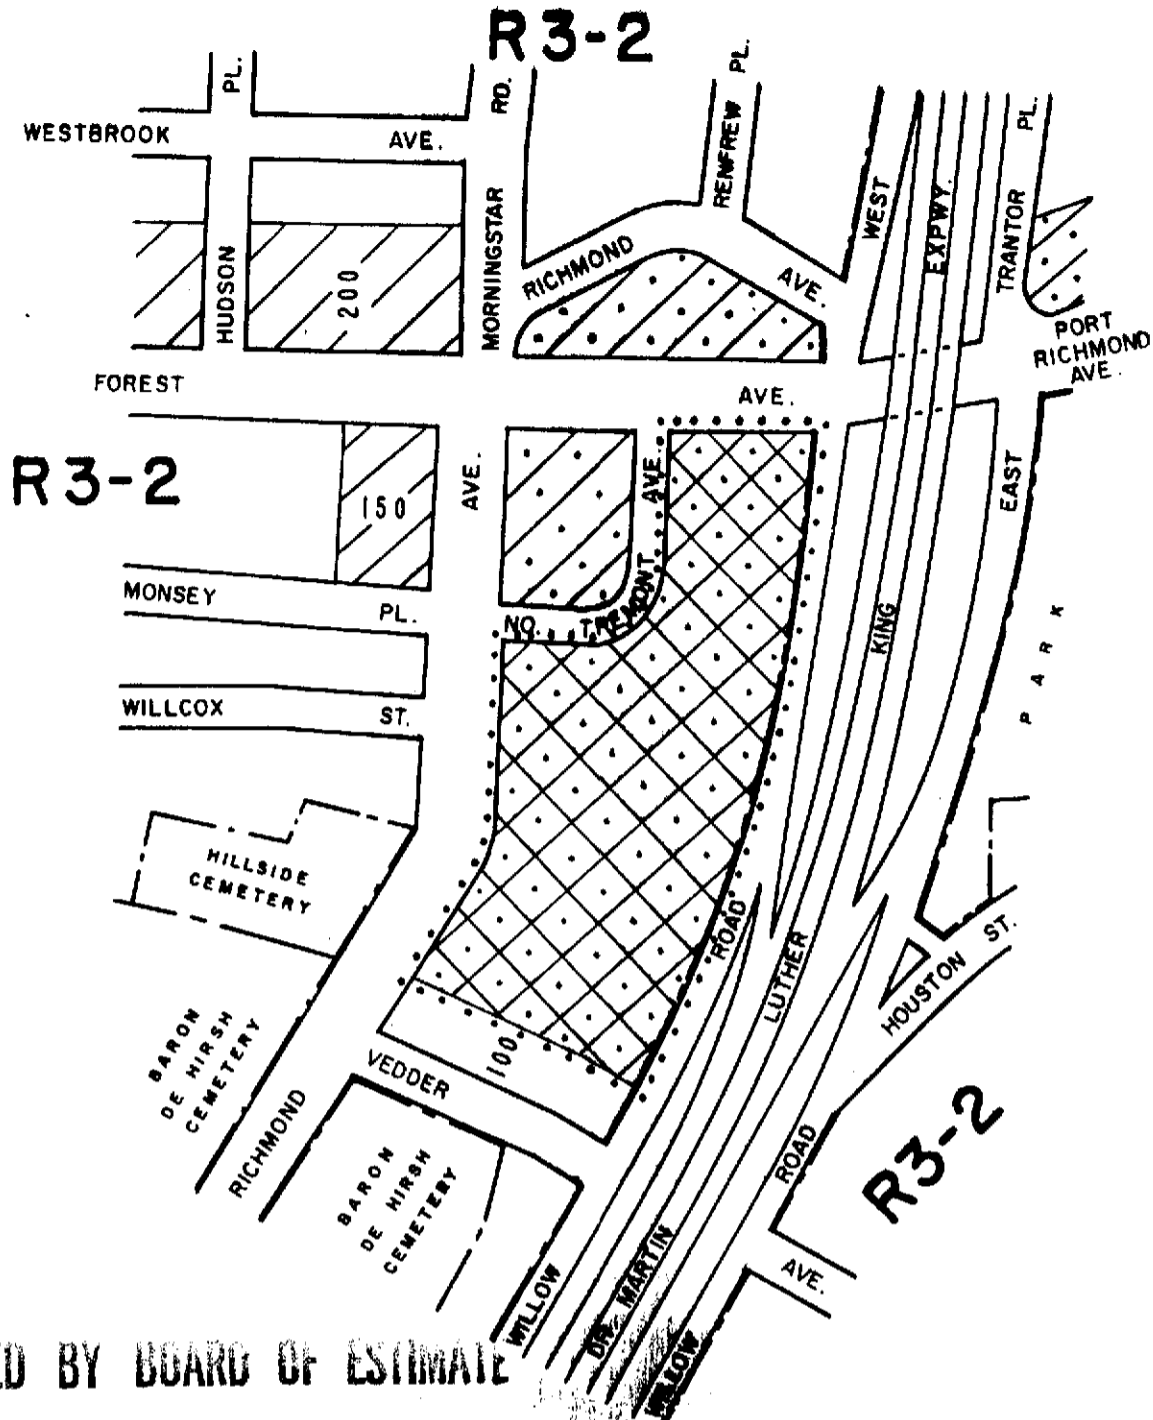 R3-2
PL.
RD.
PL.
WESTBROOK AVE.
RENFREW
WEST
EXPWY.
TRANTOR PL.
HUDSON
200
MORNINGSTAR
RICHMOND AVE.
PORT
RICHMOND
AVE.
FOREST AVE.
R3-2
150
AVE.
AVE.
EAST
MONSEY PL.
NO. TREMONT
KING
PARK
WILLCOX ST.
HILLSIDE
CEMETERY
ROAD
LUTHER
HOUSTON ST.
BARON
DE HIRSH
CEMETERY
100
VEDDER
RICHMOND
BARON
DE HIRSH
CEMETERY
ROAD
R3-2
AVE.
WILLOW
DR. MARTIN
WILLOW
ED BY BOARD OF ESTIMATE